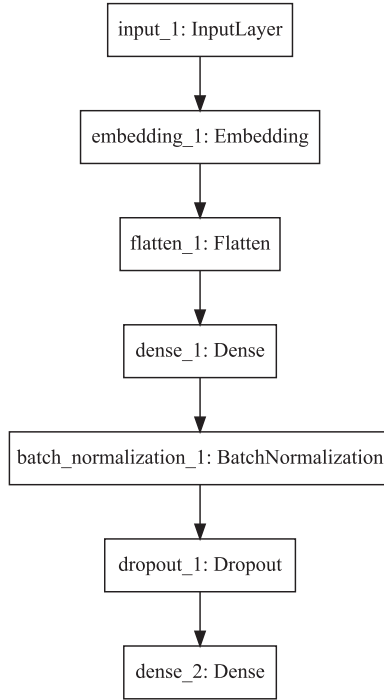 input_1: InputLayer
embedding_1: Embedding
flatten_1: Flatten
dense_1: Dense
batch_normalization_1: BatchNormalization
dropout_1: Dropout
dense_2: Dense